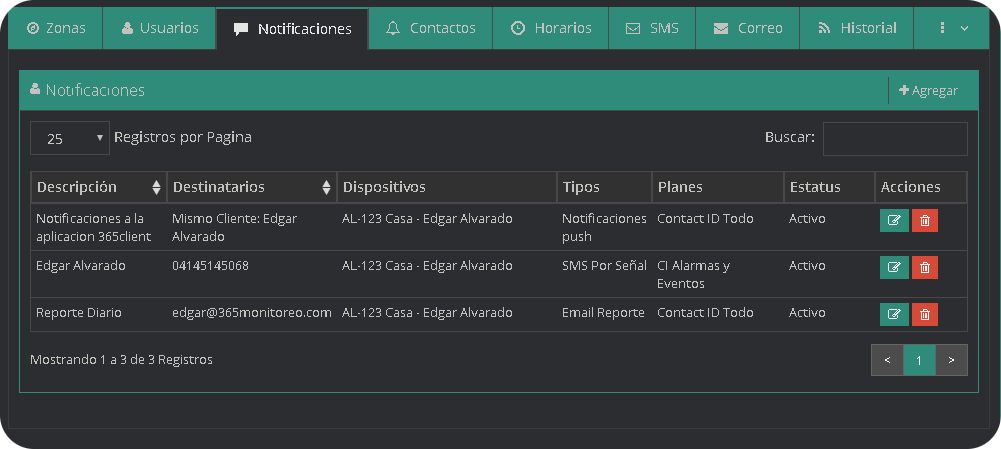 Zonas Usuarios Notificaciones Contactos Horarios SMS Correo Historial
Notificaciones Agregar
25 Registros por Pagina Buscar:
Descripción Destinatarios Dispositivos Tipos Planes Estatus Acciones
Notificaciones a la Mismo Cliente: Edgar AL-123 Casa - Edgar Alvarado Notificaciones Contact ID Todo Activo
aplicacion 365client Alvarado push
Edgar Alvarado 04145145068 AL-123 Casa - Edgar Alvarado SMS Por Señal CI Alarmas y Activo
Eventos
Reporte Diario edgar@365monitoreo.com AL-123 Casa - Edgar Alvarado Email Reporte Contact ID Todo Activo
Mostrando 1 a 3 de 3 Registros < 1 >